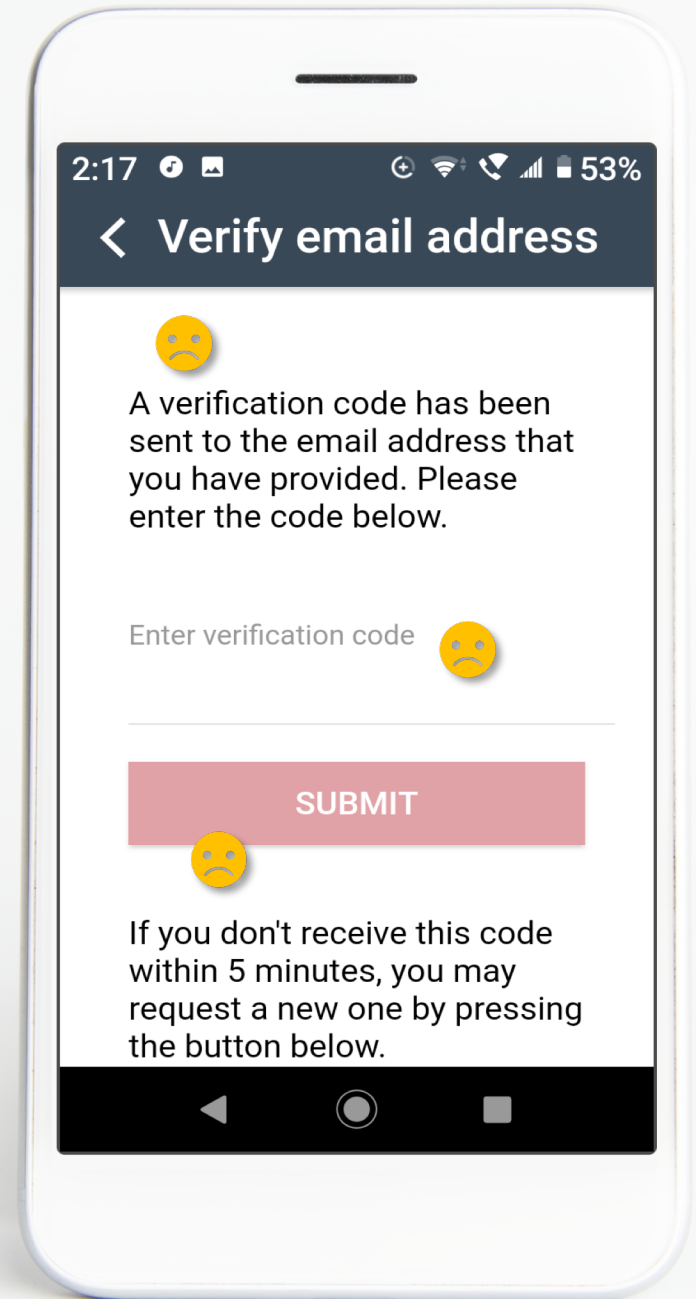 2:17 53%
Verify email address
A verification code has been
sent to the email address that
you have provided. Please
enter the code below.
Enter verification code
SUBMIT
If you don't receive this code
within 5 minutes, you may
request a new one by pressing
the button below.